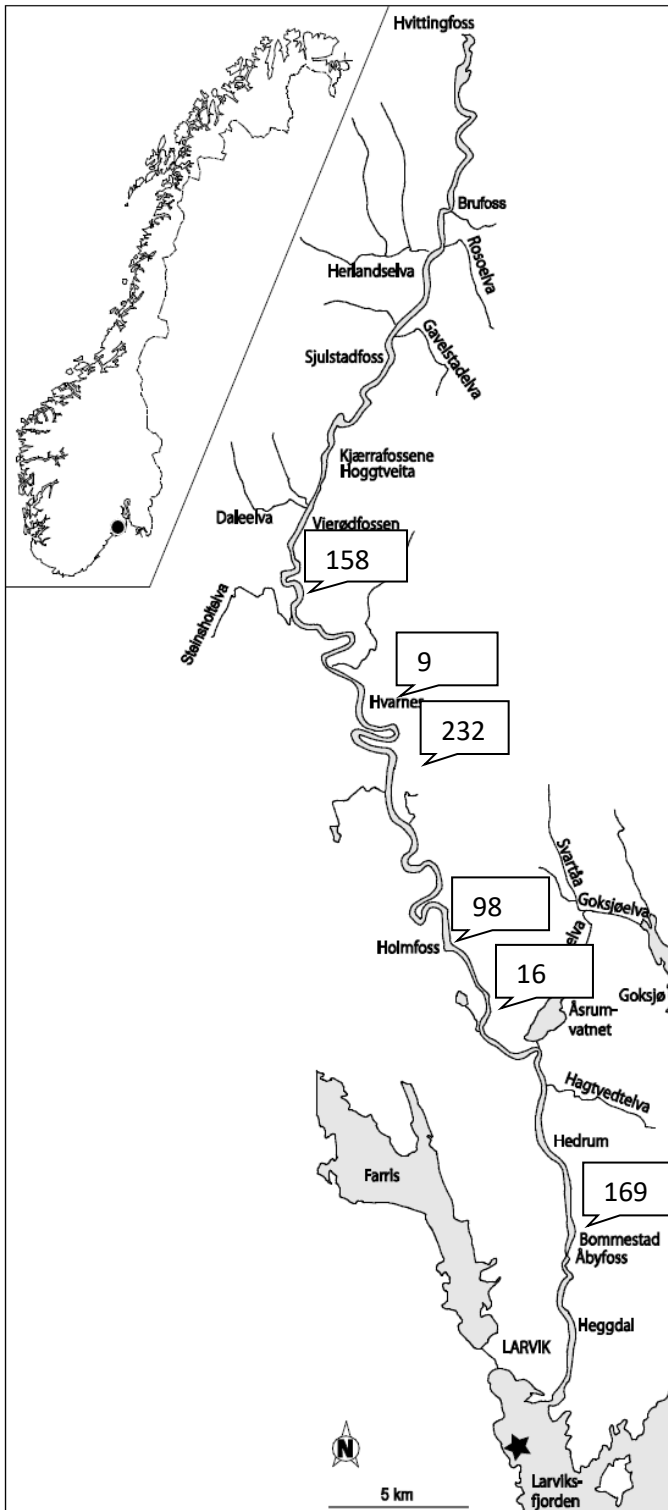 Hvittingfoss
Brufoss
Rosoelva
Herlandselva
Gavelstadelva
Sjulstadfoss
Kjærrafossene
Hoggtveita
Daleelva
Vierødfossen
158
Steinsholtelva
9
Hvarnes
232
Svartåa
98
Goksjøelva
elva
Holmfoss
16
Goksjø
Åsrum-
vatnet
Hagtvedtelva
Hedrum
Farris
169
Bommestad
Åbyfoss
Heggdal
LARVIK
N
5 km
Larviks-
fjorden